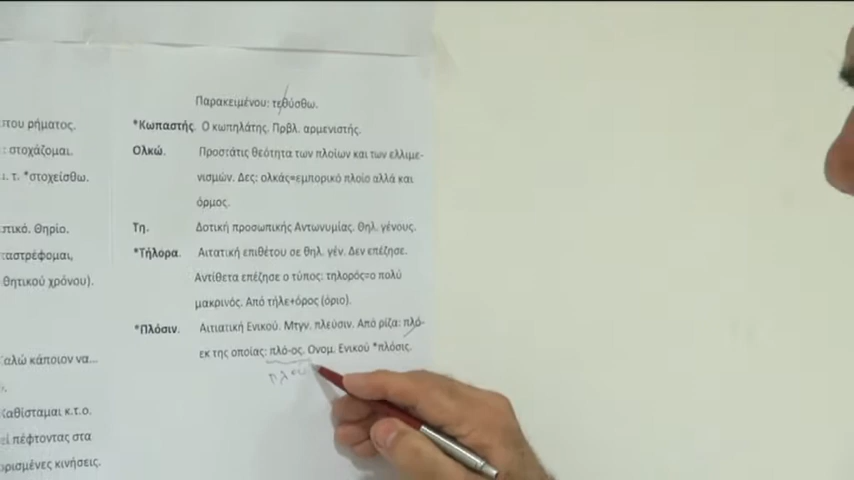 Παρακειμένου: τεθύσθω.
*Κωπαστής. Ο κωπηλάτης. Πρβλ. αρμενιστής.
Ολκώ. Προστάτις θεότητα των πλοίων και των ελλιμε-
νισμών. Δες: ολκάς=εμπορικό πλοίο αλλά και
όρμος.
Τη. Δοτική προσωπικής Αντωνυμίας. Θηλ. γένους.
*Τήλορα. Αιτατική επιθέτου σε θηλ. γέν. Δεν επέζησε.
Αντίθετα επέζησε ο τύπος: τηλορός=ο πολύ
μακρινός. Από τήλε+όρος (όριο).
*Πλόσιν. Αιτιατική Ενικού. Μτγν. πλεύσιν. Από ρίζα: πλό-
εκ της οποίας: πλό-ος. Ονομ. Ενικού *πλόσις.
που ρήματος.
: στοχάζομαι.
. τ. *στοχείσθω.
πικό. Θηρίο.
αστρέφομαι,
θητικού χρόνου).
αλώ κάποιον να...
Καθίσταμαι κ.τ.ο.
εί πέφτοντας στα
ρισμένες κινήσεις.